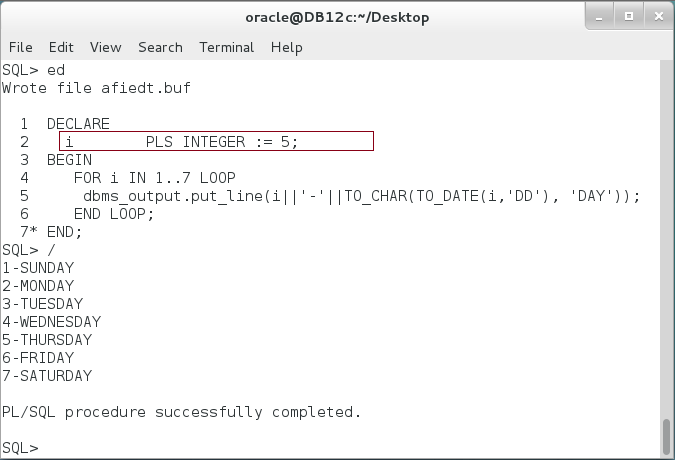 oracle@DB12c:~/Desktop
File Edit View Search Terminal Help
SQL> ed
Wrote file afiedt.buf
1 DECLARE
2 i PLS_INTEGER := 5;
3 BEGIN
4 FOR i IN 1..7 LOOP
5 dbms_output.put_line(i||'-'||TO_CHAR(TO_DATE(i,'DD'), 'DAY'));
6 END LOOP;
7* END;
SQL> /
1-SUNDAY
2-MONDAY
3-TUESDAY
4-WEDNESDAY
5-THURSDAY
6-FRIDAY
7-SATURDAY
PL/SQL procedure successfully completed.
SQL>